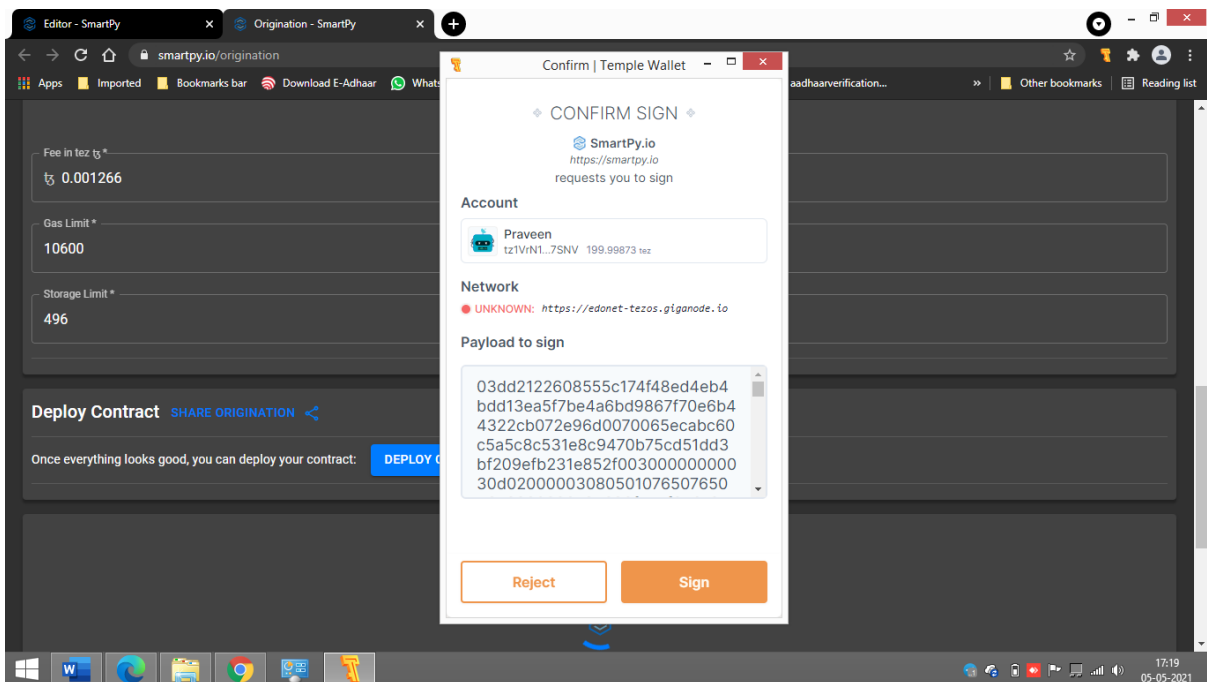 Editor - SmartPy
Origination - SmartPy
smartpy.io/origination
Apps Imported Bookmarks bar Download E-Adhaar Whats aadhaarverification... » Other bookmarks Reading list
Fee in tez ꜩ *
ꜩ 0.001266
Gas Limit *
10600
Storage Limit *
496
Deploy Contract SHARE ORIGINATION
Once everything looks good, you can deploy your contract: DEPLOY C
Confirm | Temple Wallet
CONFIRM SIGN
SmartPy.io
https://smartpy.io
requests you to sign
Account
Praveen
tz1VrN1...7SNV 199.99873 tez
Network
UNKNOWN: https://edonet-tezos.giganode.io
Payload to sign
03dd2122608555c174f48ed4eb4
bdd13ea5f7be4a6bd9867f70e6b4
4322cb072e96d0070065ecabc60
c5a5c8c531e8c9470b75cd51dd3
bf209efb231e852f003000000000
30d02000003080501076507650
Reject
Sign
17:19
05-05-2021